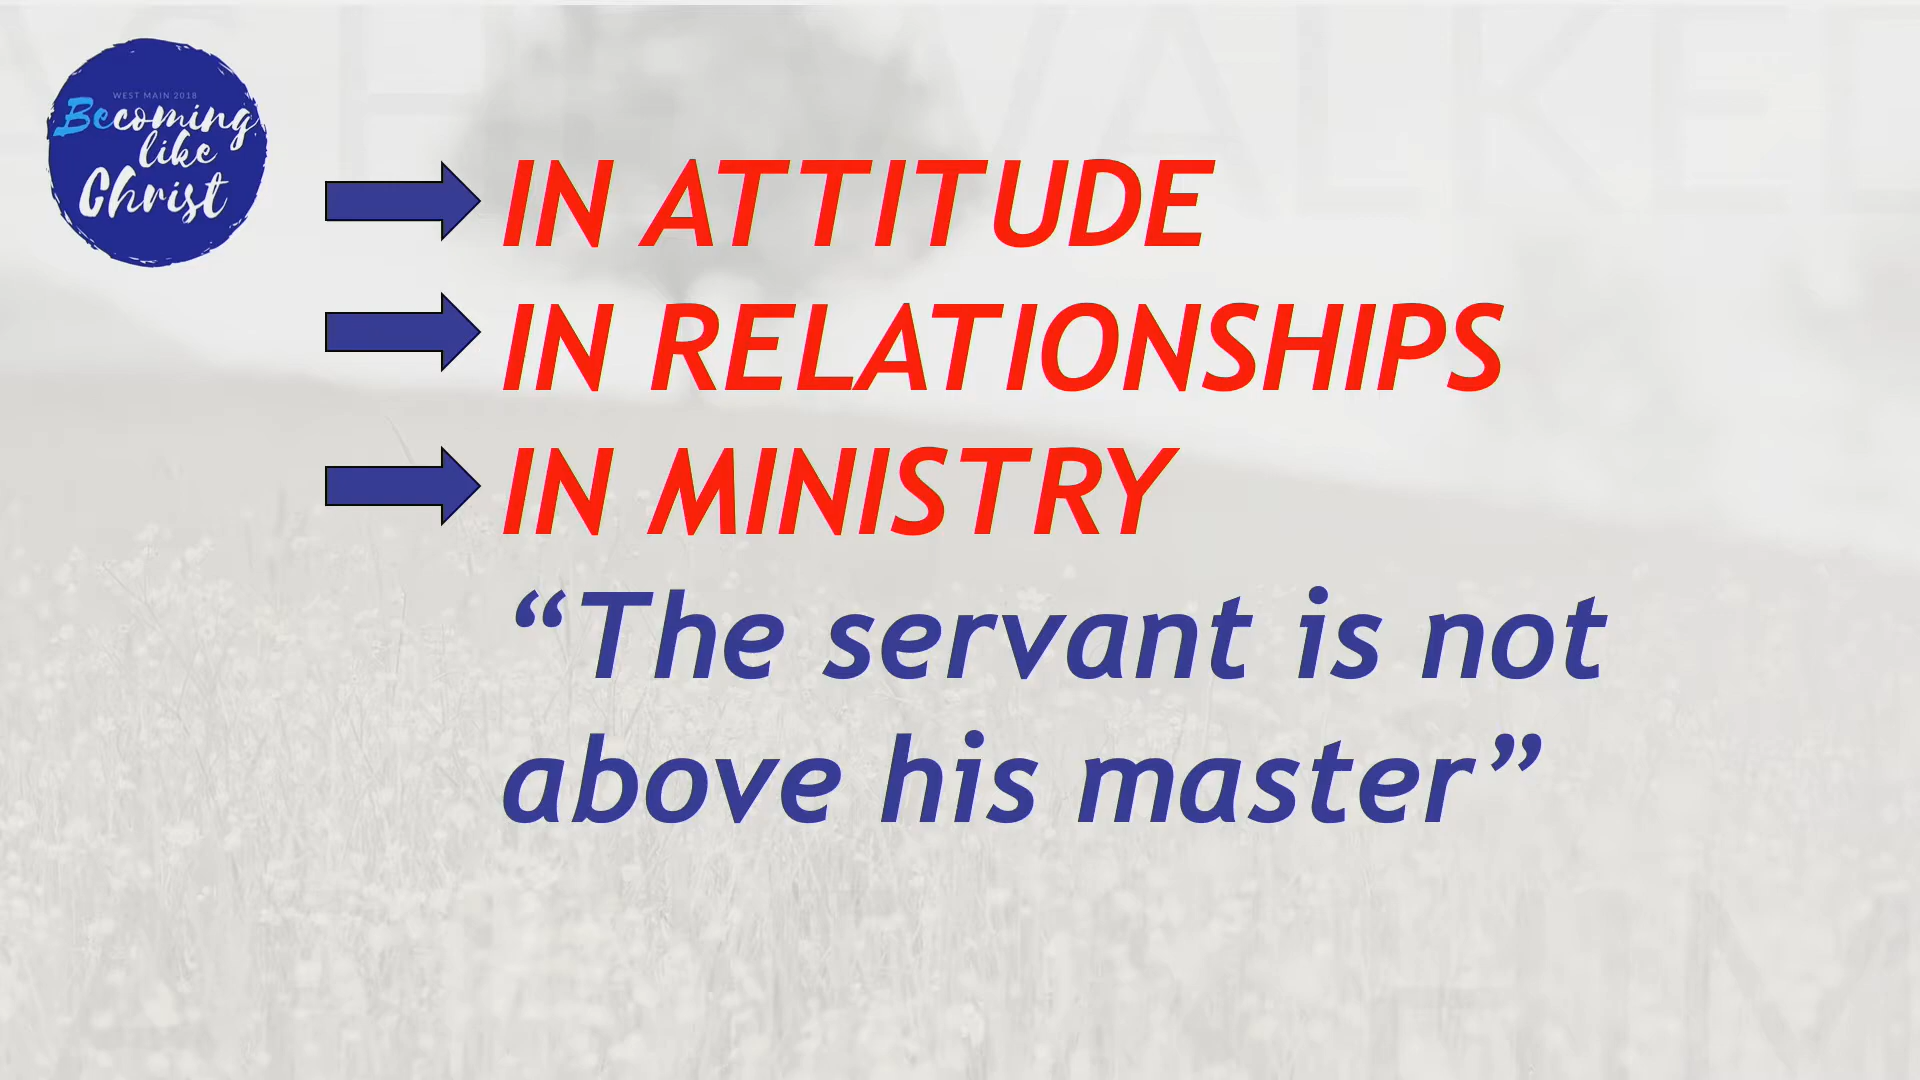 WEST MAIN 2018
Becoming
like
Christ
IN ATTITUDE
IN RELATIONSHIPS
IN MINISTRY
“The servant is not
above his master”